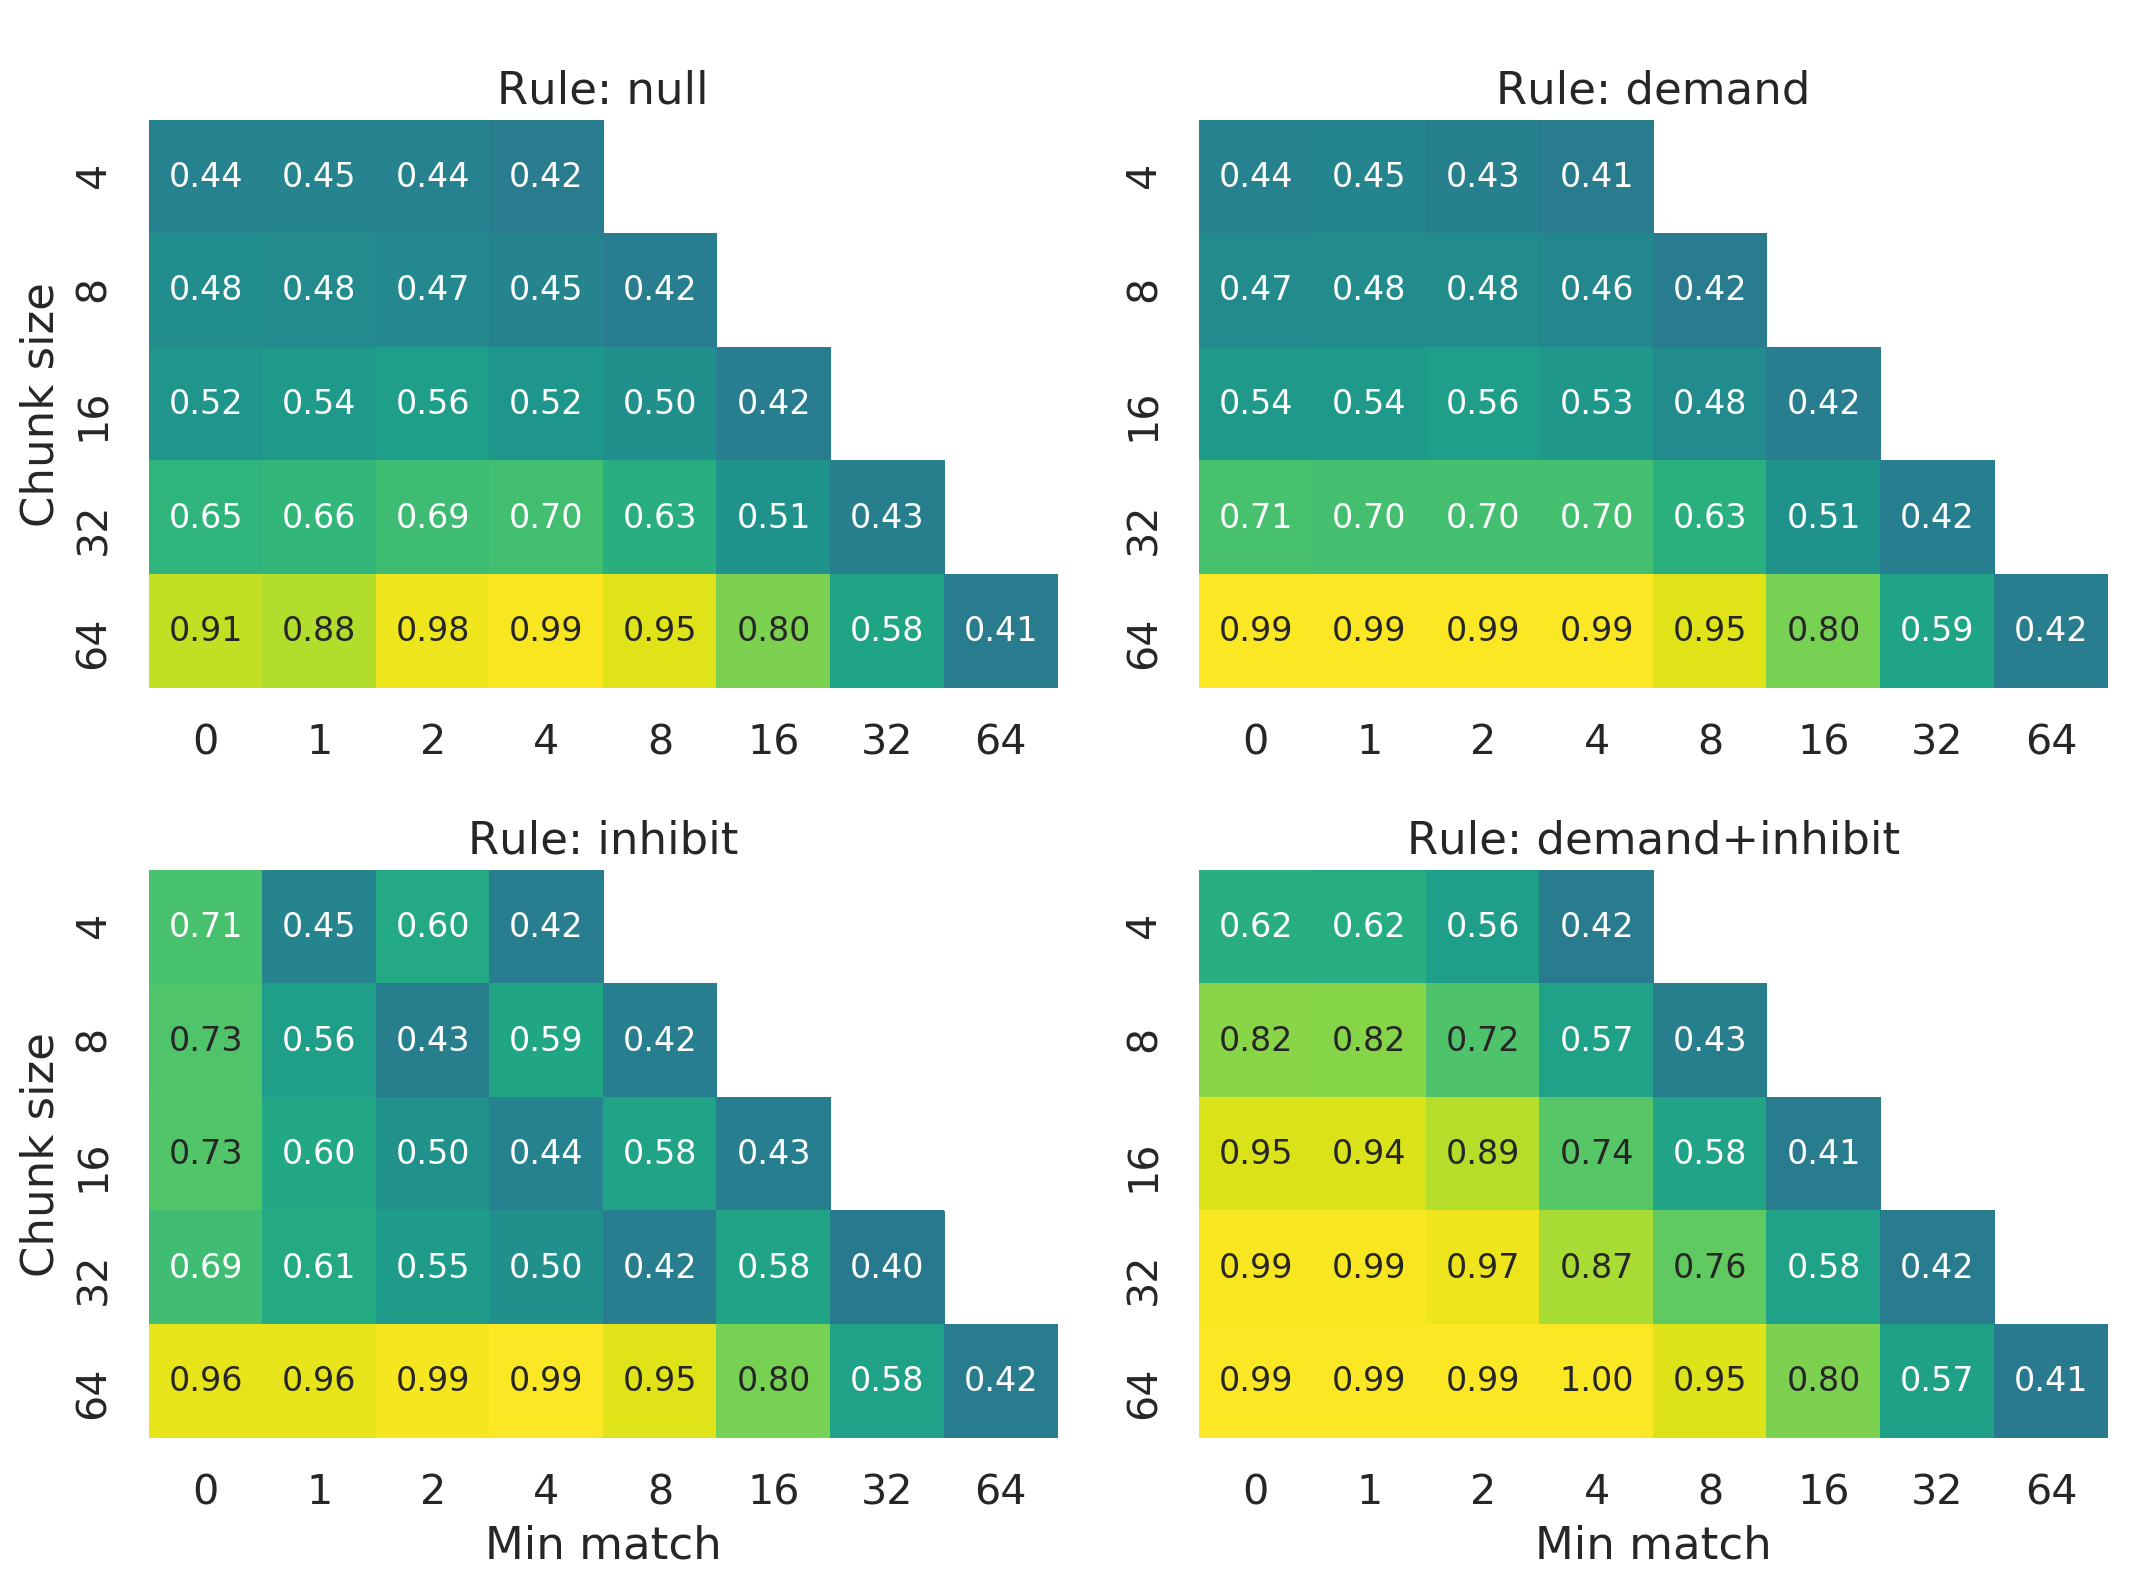 Rule: null
4 0.44 0.45 0.44 0.42
8 0.48 0.48 0.47 0.45 0.42
16 0.52 0.54 0.56 0.52 0.50 0.42
32 0.65 0.66 0.69 0.70 0.63 0.51 0.43
64 0.91 0.88 0.98 0.99 0.95 0.80 0.58 0.41
Chunk size
0 1 2 4 8 16 32 64
Rule: demand
4 0.44 0.45 0.43 0.41
8 0.47 0.48 0.48 0.46 0.42
16 0.54 0.54 0.56 0.53 0.48 0.42
32 0.71 0.70 0.70 0.70 0.63 0.51 0.42
64 0.99 0.99 0.99 0.99 0.95 0.80 0.59 0.42
0 1 2 4 8 16 32 64
Rule: inhibit
4 0.71 0.45 0.60 0.42
8 0.73 0.56 0.43 0.59 0.42
16 0.73 0.60 0.50 0.44 0.58 0.43
32 0.69 0.61 0.55 0.50 0.42 0.58 0.40
64 0.96 0.96 0.99 0.99 0.95 0.80 0.58 0.42
Chunk size
0 1 2 4 8 16 32 64
Min match
Rule: demand+inhibit
4 0.62 0.62 0.56 0.42
8 0.82 0.82 0.72 0.57 0.43
16 0.95 0.94 0.89 0.74 0.58 0.41
32 0.99 0.99 0.97 0.87 0.76 0.58 0.42
64 0.99 0.99 0.99 1.00 0.95 0.80 0.57 0.41
0 1 2 4 8 16 32 64
Min match